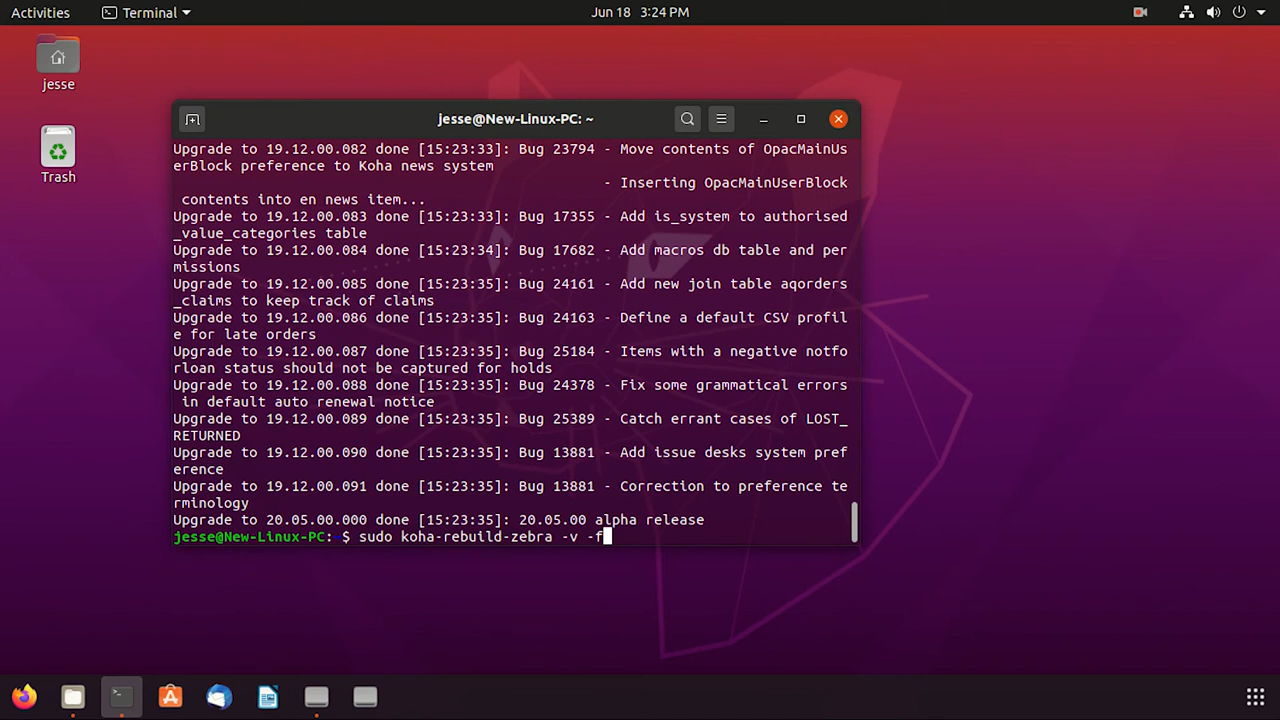 Activities
Terminal
Jun 18 3:24 PM
jesse
Trash
jesse@New-Linux-PC: ~
Upgrade to 19.12.00.082 done [15:23:33]: Bug 23794 - Move contents of OpacMainUs
erBlock preference to Koha news system
- Inserting OpacMainUserBlock
contents into en news item...
Upgrade to 19.12.00.083 done [15:23:33]: Bug 17355 - Add is_system to authorised
_value_categories table
Upgrade to 19.12.00.084 done [15:23:34]: Bug 17682 - Add macros db table and per
missions
Upgrade to 19.12.00.085 done [15:23:35]: Bug 24161 - Add new join table aqorders
_claims to keep track of claims
Upgrade to 19.12.00.086 done [15:23:35]: Bug 24163 - Define a default CSV profil
e for late orders
Upgrade to 19.12.00.087 done [15:23:35]: Bug 25184 - Items with a negative notfo
rloan status should not be captured for holds
Upgrade to 19.12.00.088 done [15:23:35]: Bug 24378 - Fix some grammatical errors
in default auto renewal notice
Upgrade to 19.12.00.089 done [15:23:35]: Bug 25389 - Catch errant cases of LOST_
RETURNED
Upgrade to 19.12.00.090 done [15:23:35]: Bug 13881 - Add issue desks system pref
erence
Upgrade to 19.12.00.091 done [15:23:35]: Bug 13881 - Correction to preference te
rminology
Upgrade to 20.05.00.000 done [15:23:35]: 20.05.00 alpha release
jesse@New-Linux-PC:~$ sudo koha-rebuild-zebra -v -f